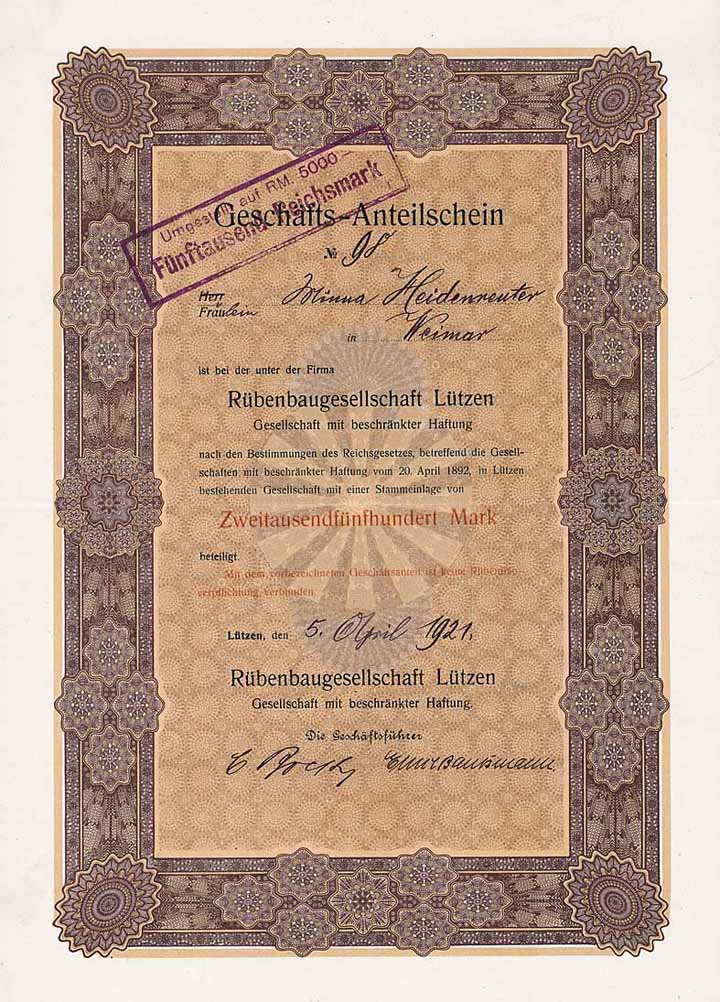 Umgestellt auf RM. 5000.–
Fünftausend Reichsmark
Geschäfts-Anteilschein
№ 98
Herr
Fräulein Minna Heidenreuter
in Weimar
ist bei der unter der Firma
Rübenbaugesellschaft Lützen
Gesellschaft mit beschränkter Haftung
nach den Bestimmungen des Reichsgesetzes, betreffend die Gesell-
schaften mit beschränkter Haftung vom 20. April 1892, in Lützen
bestehenden Gesellschaft mit einer Stammeinlage von
Zweitausendfünfhundert Mark
beteiligt.
Mit dem vorbezeichneten Geschäftsanteil ist keine Rübenbau-
verpflichtung verbunden.
Lützen, den 5. April 1921.
Rübenbaugesellschaft Lützen
Gesellschaft mit beschränkter Haftung.
Die Geschäftsführer